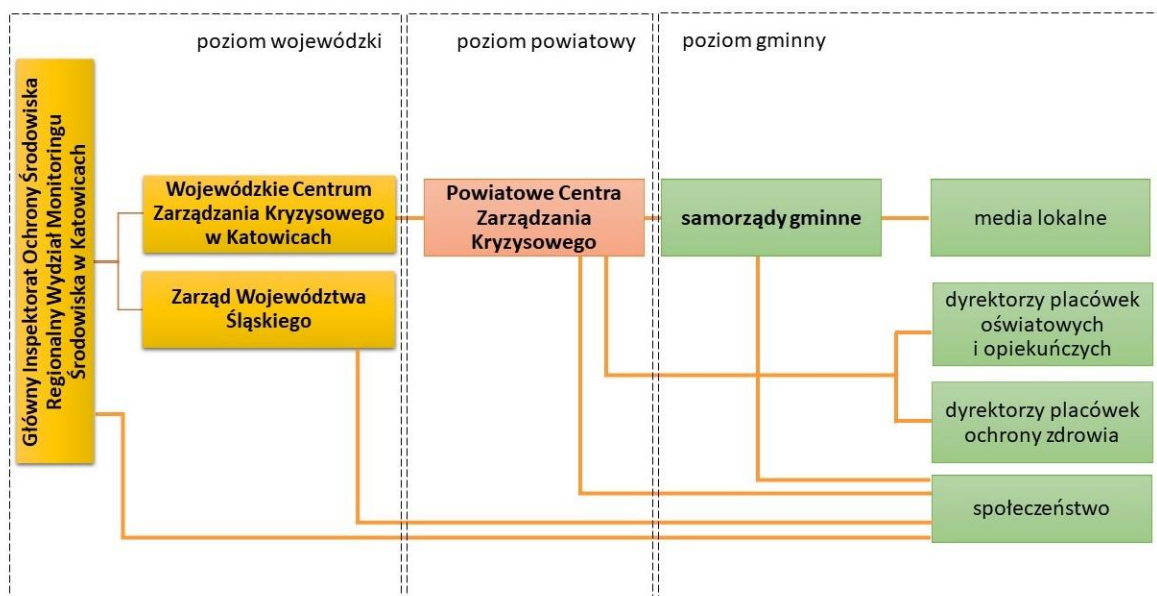 poziom wojewódzki
poziom powiatowy
poziom gminny
Główny Inspektorat Ochrony Środowiska
Regionalny Wydział Monitoringu
Środowiska w Katowicach
Wojewódzkie Centrum
Zarządzania Kryzysowego
w Katowicach
Zarząd Województwa
Śląskiego
Powiatowe Centra
Zarządzania
Kryzysowego
samorządy gminne
media lokalne
dyrektorzy placówek
oświatowych
i opiekuńczych
dyrektorzy placówek
ochrony zdrowia
społeczeństwo